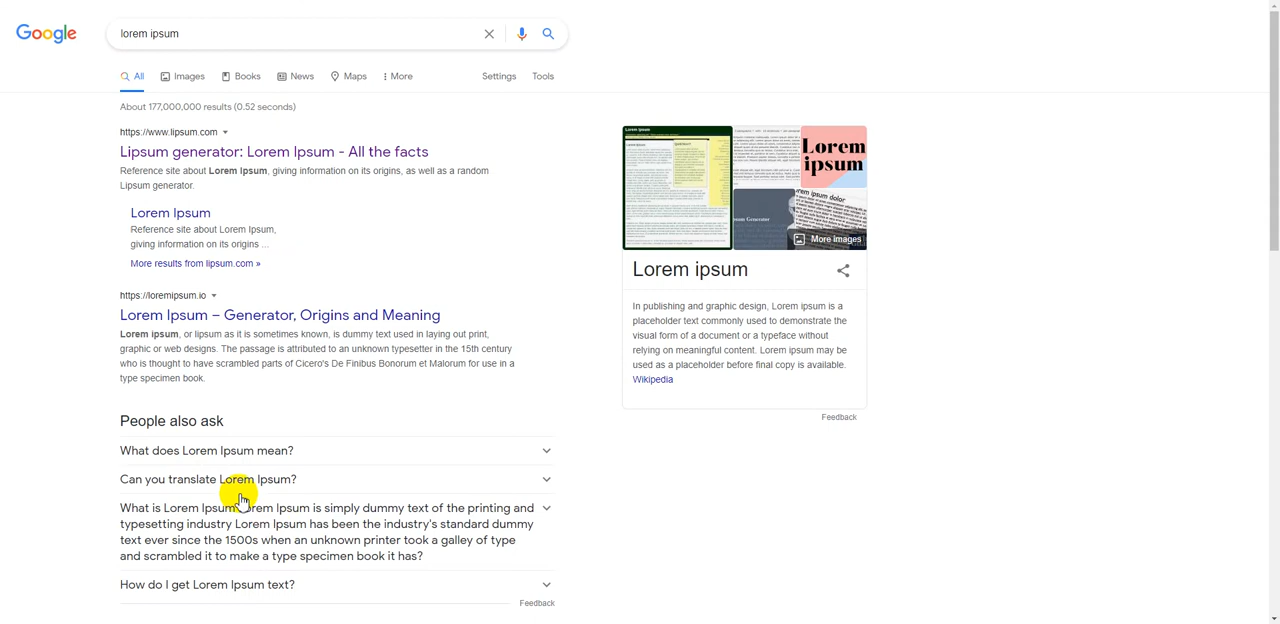 Google
lorem ipsum
All Images Books News Maps More Settings Tools
About 177,000,000 results (0.52 seconds)
https://www.lipsum.com
Lipsum generator: Lorem Ipsum - All the facts
Reference site about Lorem Ipsum, giving information on its origins, as well as a random
Lipsum generator.
Lorem Ipsum
Reference site about Lorem Ipsum,
giving information on its origins ...
More results from lipsum.com »
https://loremipsum.io
Lorem Ipsum – Generator, Origins and Meaning
Lorem ipsum, or lipsum as it is sometimes known, is dummy text used in laying out print,
graphic or web designs. The passage is attributed to an unknown typesetter in the 15th century
who is thought to have scrambled parts of Cicero's De Finibus Bonorum et Malorum for use in a
type specimen book.
People also ask
What does Lorem Ipsum mean?
Can you translate Lorem Ipsum?
What is Lorem Ipsum Lorem Ipsum is simply dummy text of the printing and
typesetting industry Lorem Ipsum has been the industry's standard dummy
text ever since the 1500s when an unknown printer took a galley of type
and scrambled it to make a type specimen book it has?
How do I get Lorem Ipsum text?
Feedback
Lorem
ipsum
More images
Lorem ipsum
In publishing and graphic design, Lorem ipsum is a
placeholder text commonly used to demonstrate the
visual form of a document or a typeface without
relying on meaningful content. Lorem ipsum may be
used as a placeholder before final copy is available.
Wikipedia
Feedback